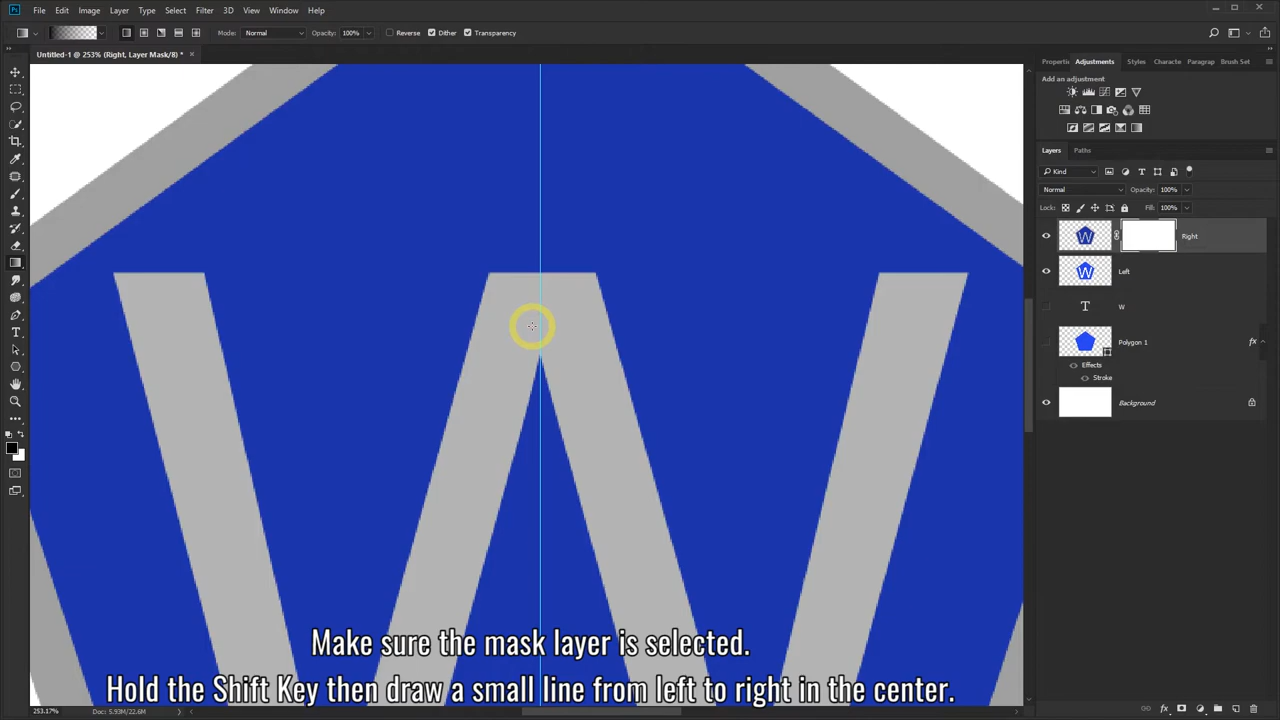 Ps File Edit Image Layer Type Select Filter 3D View Window Help
Mode: Normal Opacity: 100% Reverse Dither Transparency
Untitled-1 @ 253% (Right, Layer Mask/8) *
Properti Adjustments Styles Characte Paragrap Brush Set
Add an adjustment
Layers Paths
Kind
Normal Opacity: 100%
Lock: Fill: 100%
W Right
W Left
T W
Polygon 1 fx
Effects
Stroke
Background
W
Make sure the mask layer is selected.
Hold the Shift Key then draw a small line from left to right in the center.
253.17% Doc: 5.93M/22.6M